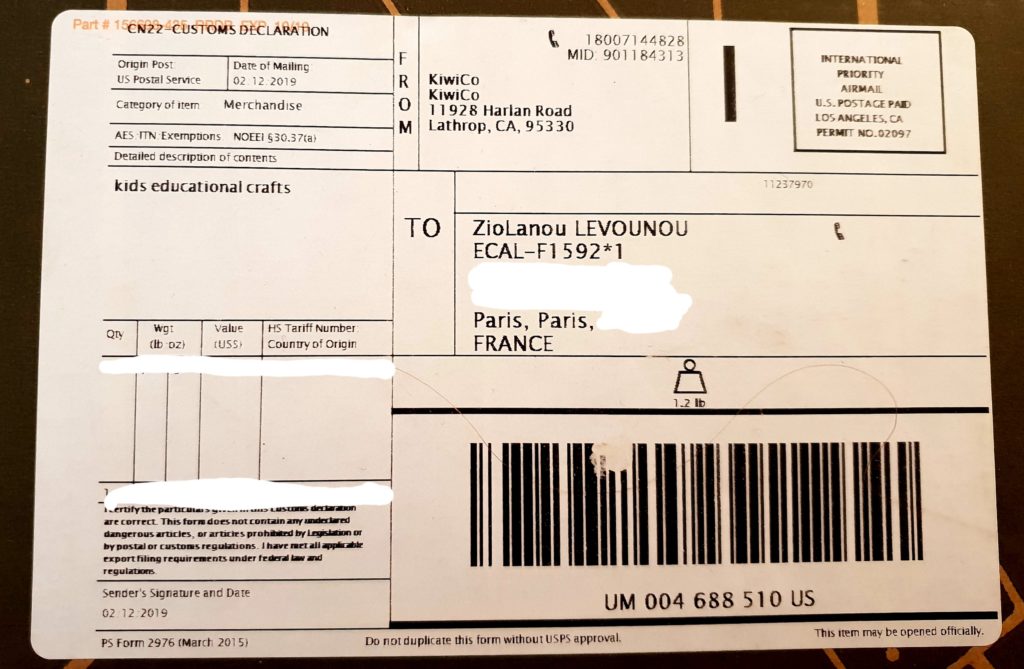 Part # 156
CN22 CUSTOMS DECLARATION
Origin Post
US Postal Service
Date of Mailing
02 12 2019
Category of item Merchandise
AES ITN Exemptions NOEEI §30.37(a)
Detailed description of contents
kids educational crafts
Qty
Wgt
(lb oz)
Value
(US$)
HS Tariff Number
Country of Origin
I certify the particulars given in this customs declaration
are correct. This form does not contain any undeclared
dangerous articles, or articles prohibited by Legislation or
by postal or customs regulations. I have met all applicable
export filing requirements under federal law and
regulations.
Sender's Signature and Date
02 12 2019
PS Form 2976 (March 2015)
FROM
18007144828
MID: 901184313
KiwiCo
KiwiCo
11928 Harlan Road
Lathrop, CA, 95330
INTERNATIONAL
PRIORITY
AIRMAIL
U.S. POSTAGE PAID
LOS ANGELES, CA
PERMIT NO.02097
11237970
TO
ZioLanou LEVOUNOU
ECAL-F1592*1
Paris, Paris,
FRANCE
1.2 lb
UM 004 688 510 US
Do not duplicate this form without USPS approval.
This item may be opened officially.